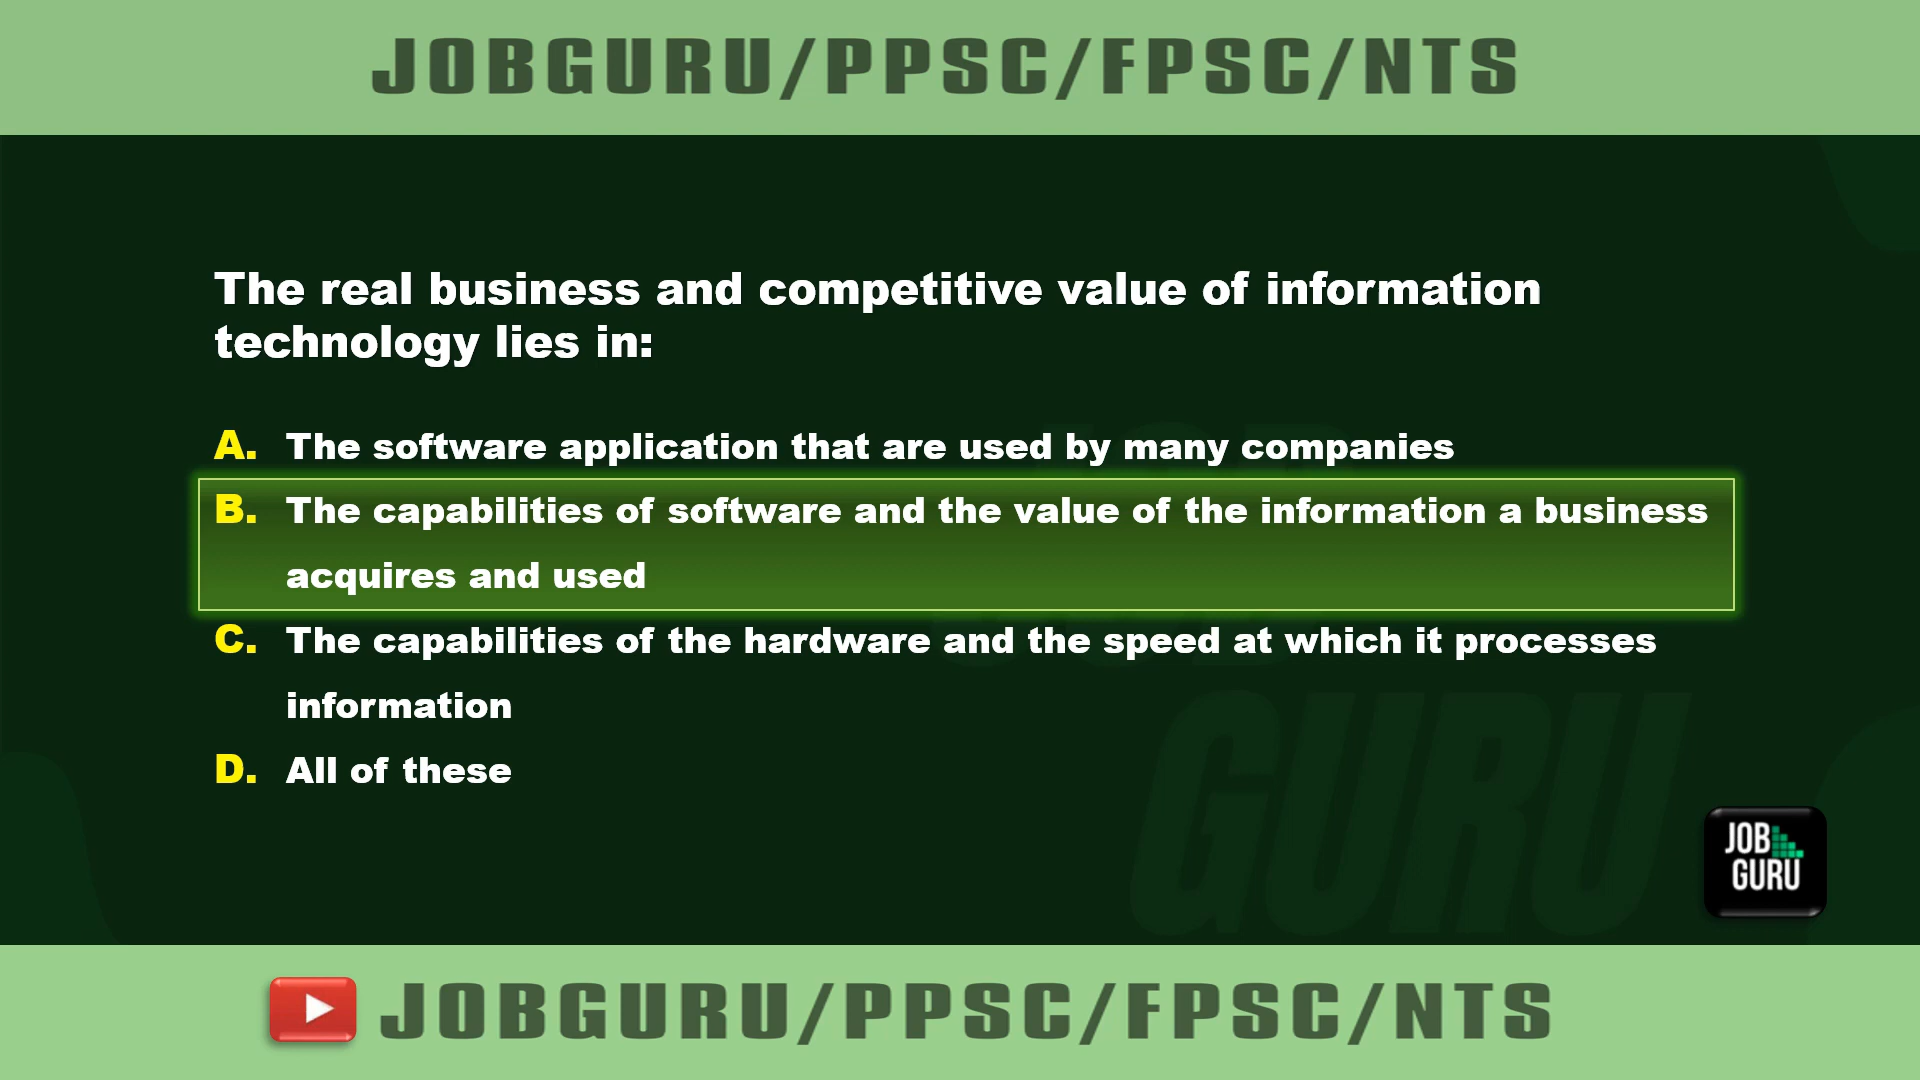 JOBGURU/PPSC/FPSC/NTS
The real business and competitive value of information
technology lies in:
A. The software application that are used by many companies
B. The capabilities of software and the value of the information a business
acquires and used
C. The capabilities of the hardware and the speed at which it processes
information
D. All of these
GURU
JOB
GURU
JOBGURU/PPSC/FPSC/NTS